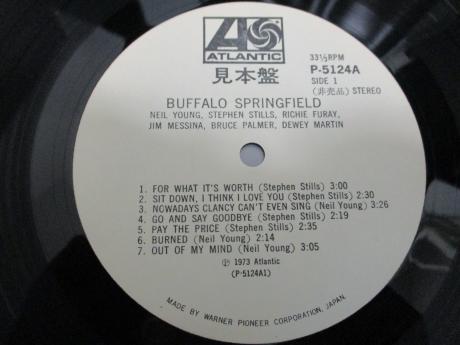 ATLANTIC
見本盤
33⅓RPM
P-5124A
SIDE 1
(非売品) STEREO
BUFFALO SPRINGFIELD
NEIL YOUNG, STEPHEN STILLS, RICHIE FURAY,
JIM MESSINA, BRUCE PALMER, DEWEY MARTIN
1. FOR WHAT IT'S WORTH (Stephen Stills) 3:00
2. SIT DOWN, I THINK I LOVE YOU (Stephen Stills) 2:30
3. NOWADAYS CLANCY CAN'T EVEN SING (Neil Young) 3:26
4. GO AND SAY GOODBYE (Stephen Stills) 2:19
5. PAY THE PRICE (Stephen Stills) 2:35
6. BURNED (Neil Young) 2:14
7. OUT OF MY MIND (Neil Young) 3:05
Ⓟ 1973 Atlantic
(P-5124A1)
MADE BY WARNER PIONEER CORPORATION, JAPAN.